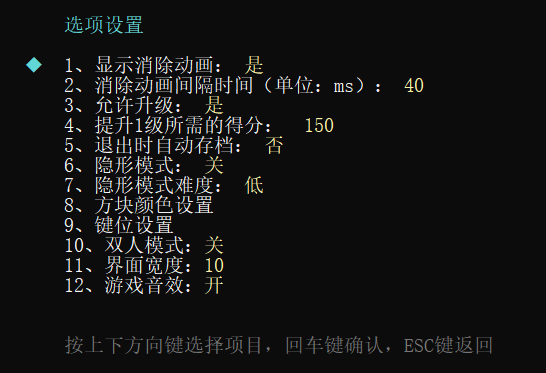 选项设置
◆ 1、显示消除动画： 是
2、消除动画间隔时间（单位：ms）： 40
3、允许升级： 是
4、提升1级所需的得分： 150
5、退出时自动存档： 否
6、隐形模式： 关
7、隐形模式难度： 低
8、方块颜色设置
9、键位设置
10、双人模式：关
11、界面宽度：10
12、游戏音效：开
按上下方向键选择项目，回车键确认，ESC键返回